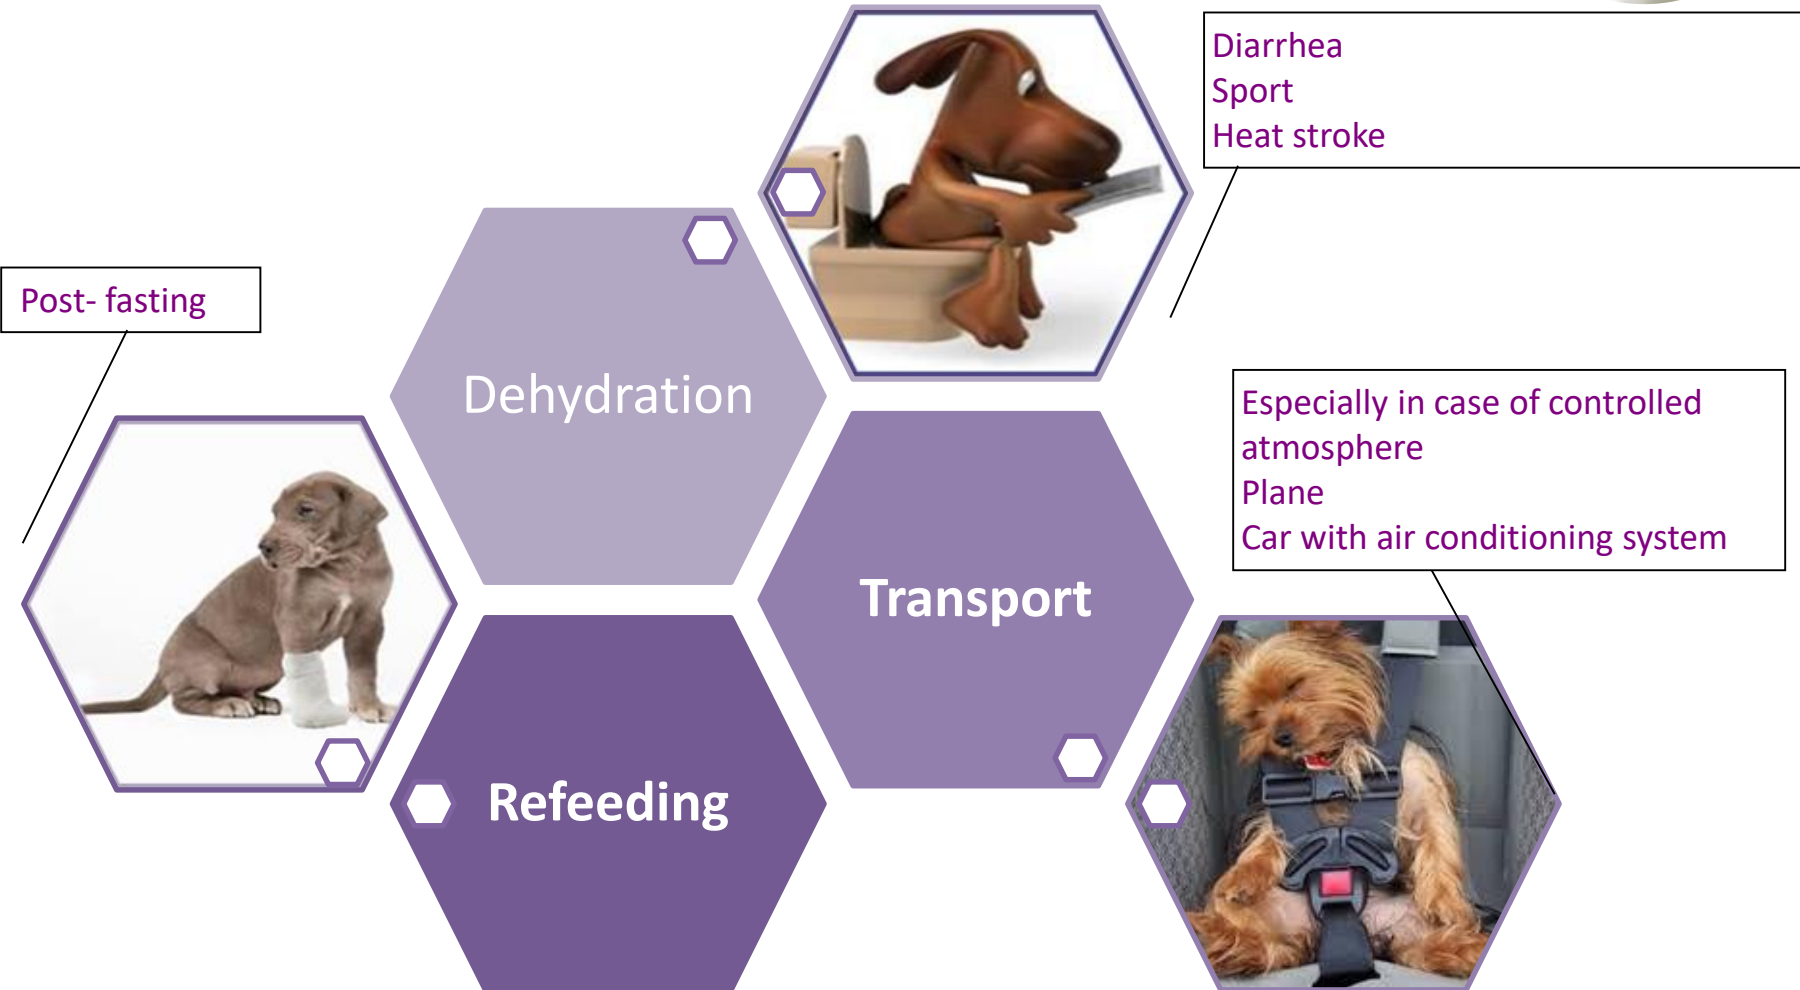 Diarrhea
Sport
Heat stroke
Post- fasting
Dehydration
Especially in case of controlled
atmosphere
Plane
Car with air conditioning system
Transport
Refeeding